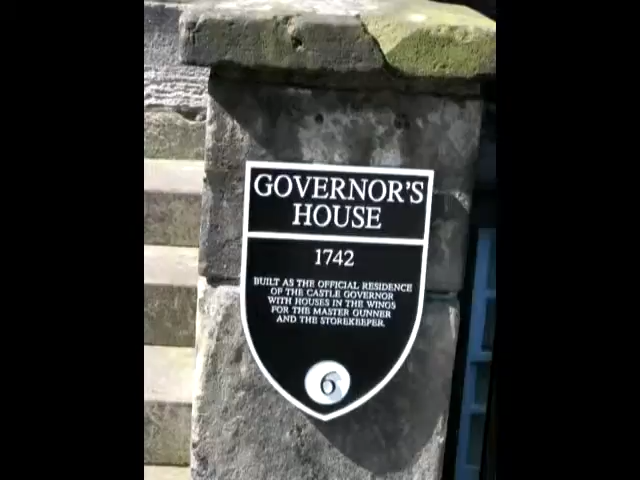 GOVERNOR'S
HOUSE
1742
BUILT AS THE OFFICIAL RESIDENCE
OF THE CASTLE GOVERNOR
WITH HOUSES IN THE WINGS
FOR THE MASTER GUNNER
AND THE STOREKEEPER.
6